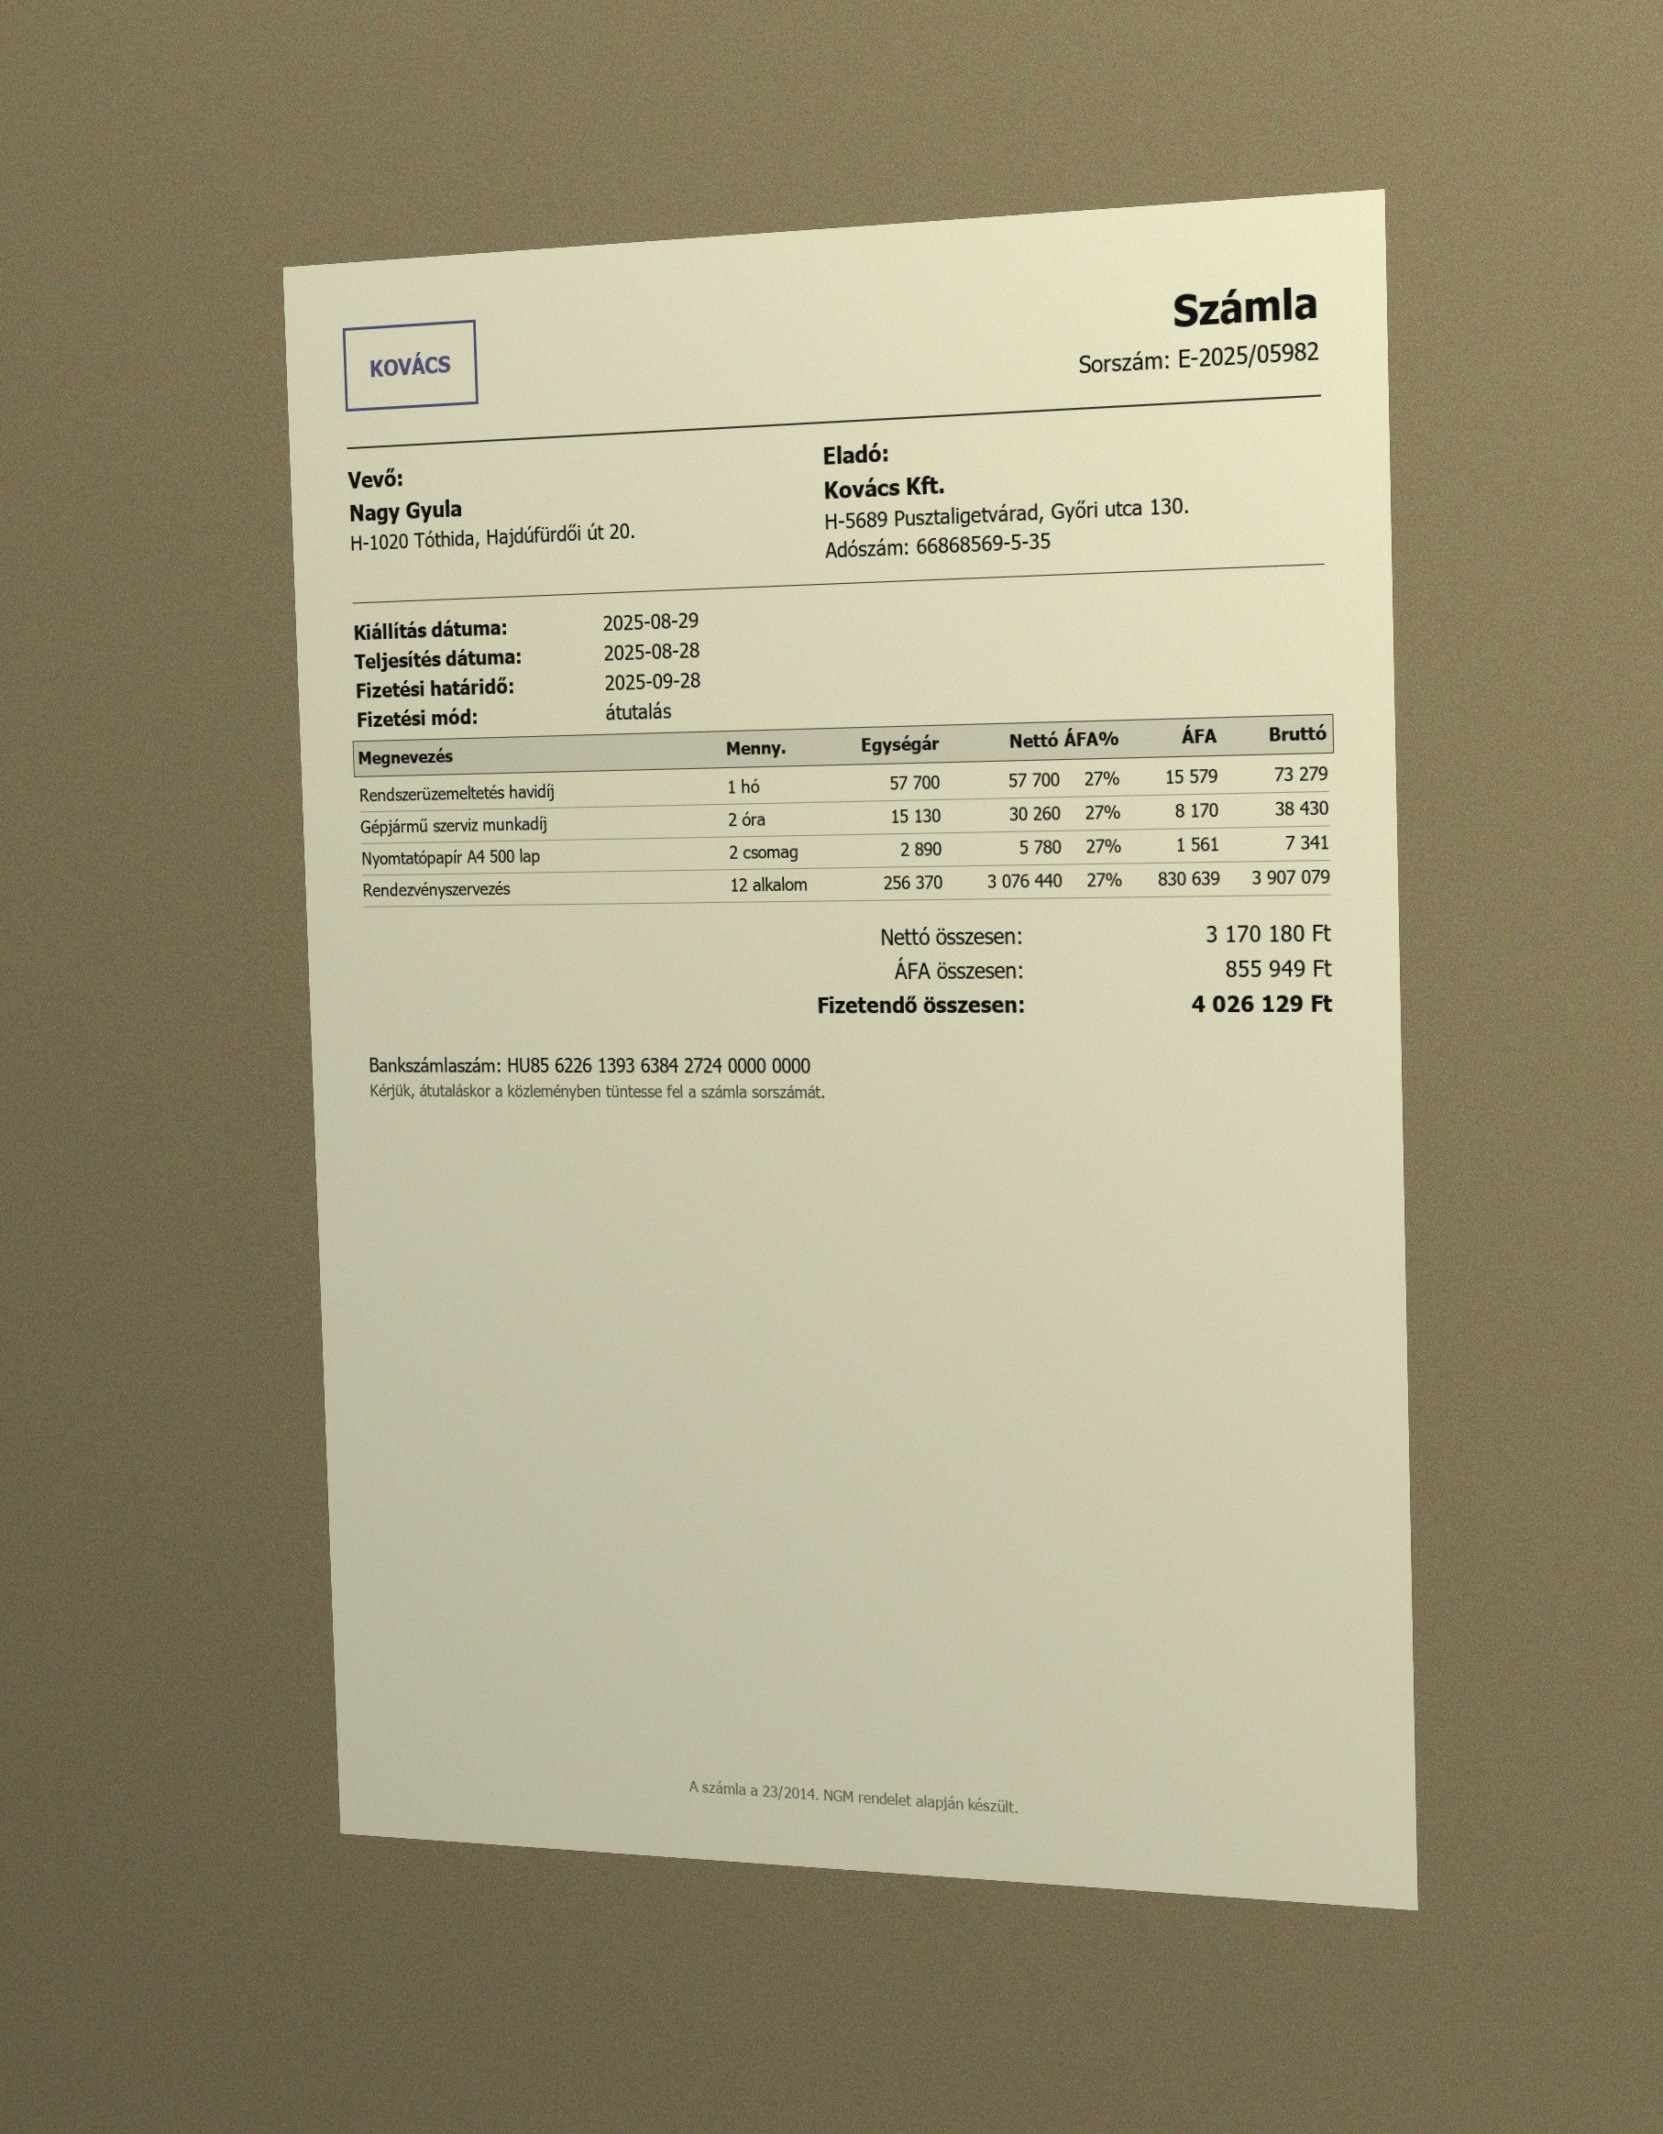 KOVÁCS
Számla
Sorszám: E-2025/05982
Vevő:
Nagy Gyula
H-1020 Tóthida, Hajdúfürdői út 20.
Eladó:
Kovács Kft.
H-5689 Pusztaligetvárad, Győri utca 130.
Adószám: 66868569-5-35
Kiállítás dátuma: 2025-08-29
Teljesítés dátuma: 2025-08-28
Fizetési határidő: 2025-09-28
Fizetési mód: átutalás
Megnevezés Menny. Egységár Nettó ÁFA% ÁFA Bruttó
Rendszerüzemeltetés havidíj 1 hó 57 700 57 700 27% 15 579 73 279
Gépjármű szerviz munkadíj 2 óra 15 130 30 260 27% 8 170 38 430
Nyomtatópapír A4 500 lap 2 csomag 2 890 5 780 27% 1 561 7 341
Rendezvényszervezés 12 alkalom 256 370 3 076 440 27% 830 639 3 907 079
Nettó összesen: 3 170 180 Ft
ÁFA összesen: 855 949 Ft
Fizetendő összesen: 4 026 129 Ft
Bankszámlaszám: HU85 6226 1393 6384 2724 0000 0000
Kérjük, átutaláskor a közleményben tüntesse fel a számla sorszámát.
A számla a 23/2014. NGM rendelet alapján készült.